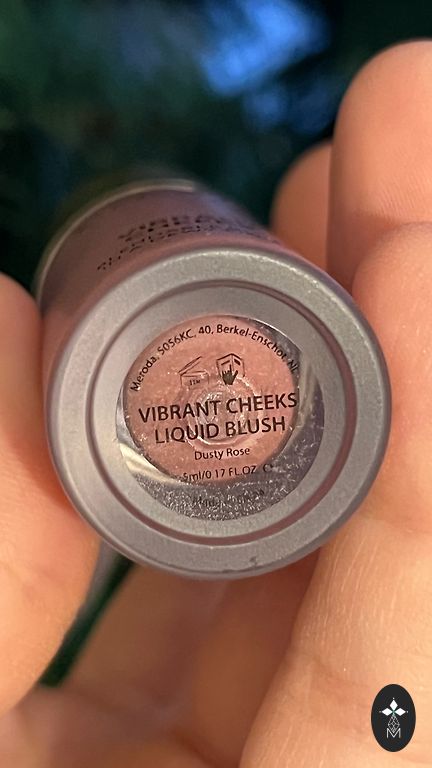 Meroda, 5056KC, 40, Berkel-Enschot, NL
VIBRANT CHEEKS
LIQUID BLUSH
Dusty Rose
5ml/0.17 FL.OZ.